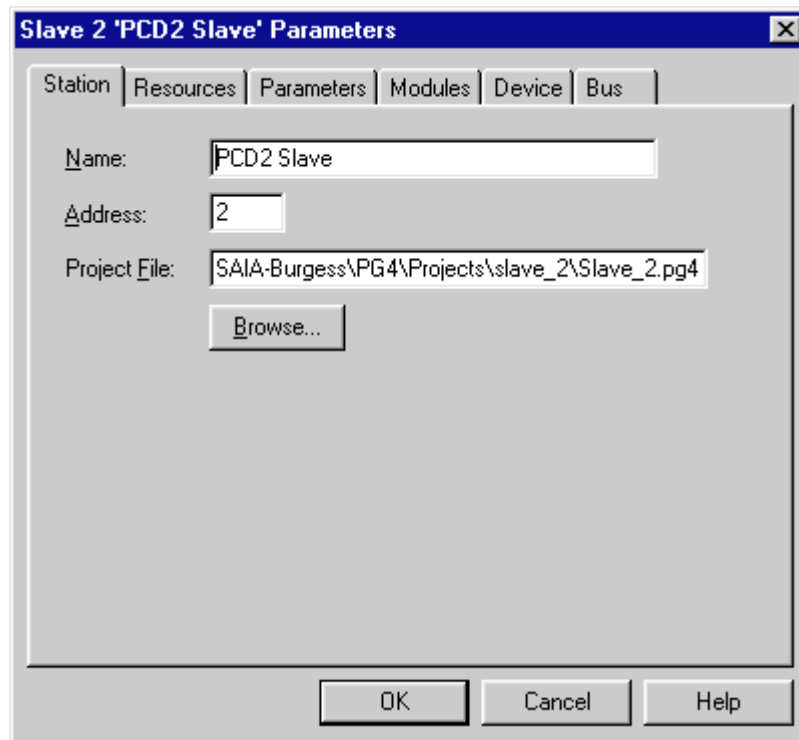 Slave 2 'PCD2 Slave' Parameters
Station Resources Parameters Modules Device Bus
Name: PCD2 Slave
Address: 2
Project File: SAIA-Burgess\PG4\Projects\slave_2\Slave_2.pg4
Browse...
OK Cancel Help